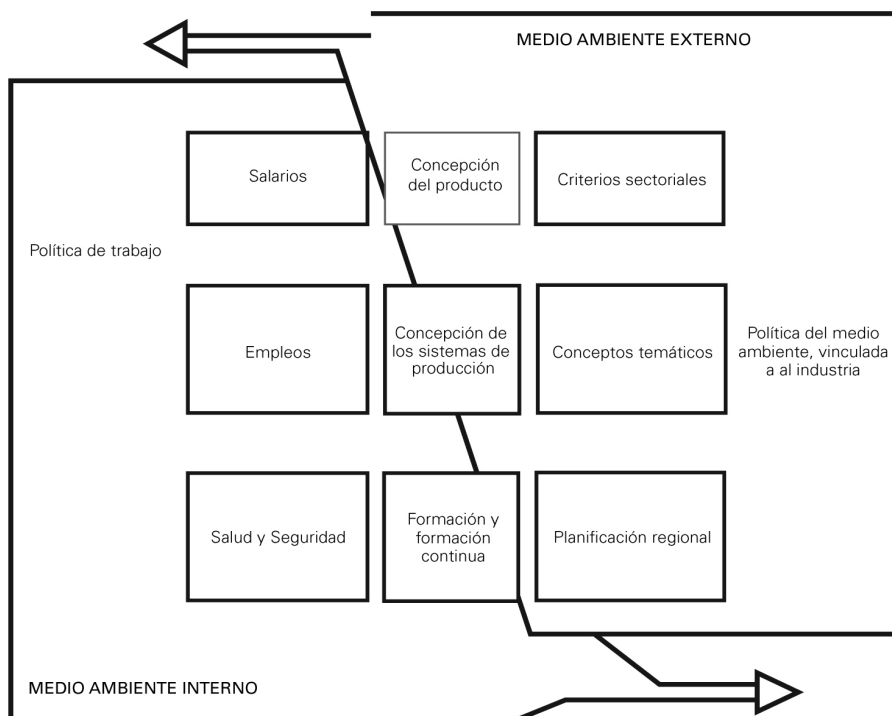 MEDIO AMBIENTE EXTERNO
Salarios
Concepción
del producto
Criterios sectoriales
Política de trabajo
Empleos
Concepción de
los sistemas de
producción
Conceptos temáticos
Política del medio
ambiente, vinculada
a al industria
Salud y Seguridad
Formación y
formación
continua
Planificación regional
MEDIO AMBIENTE INTERNO